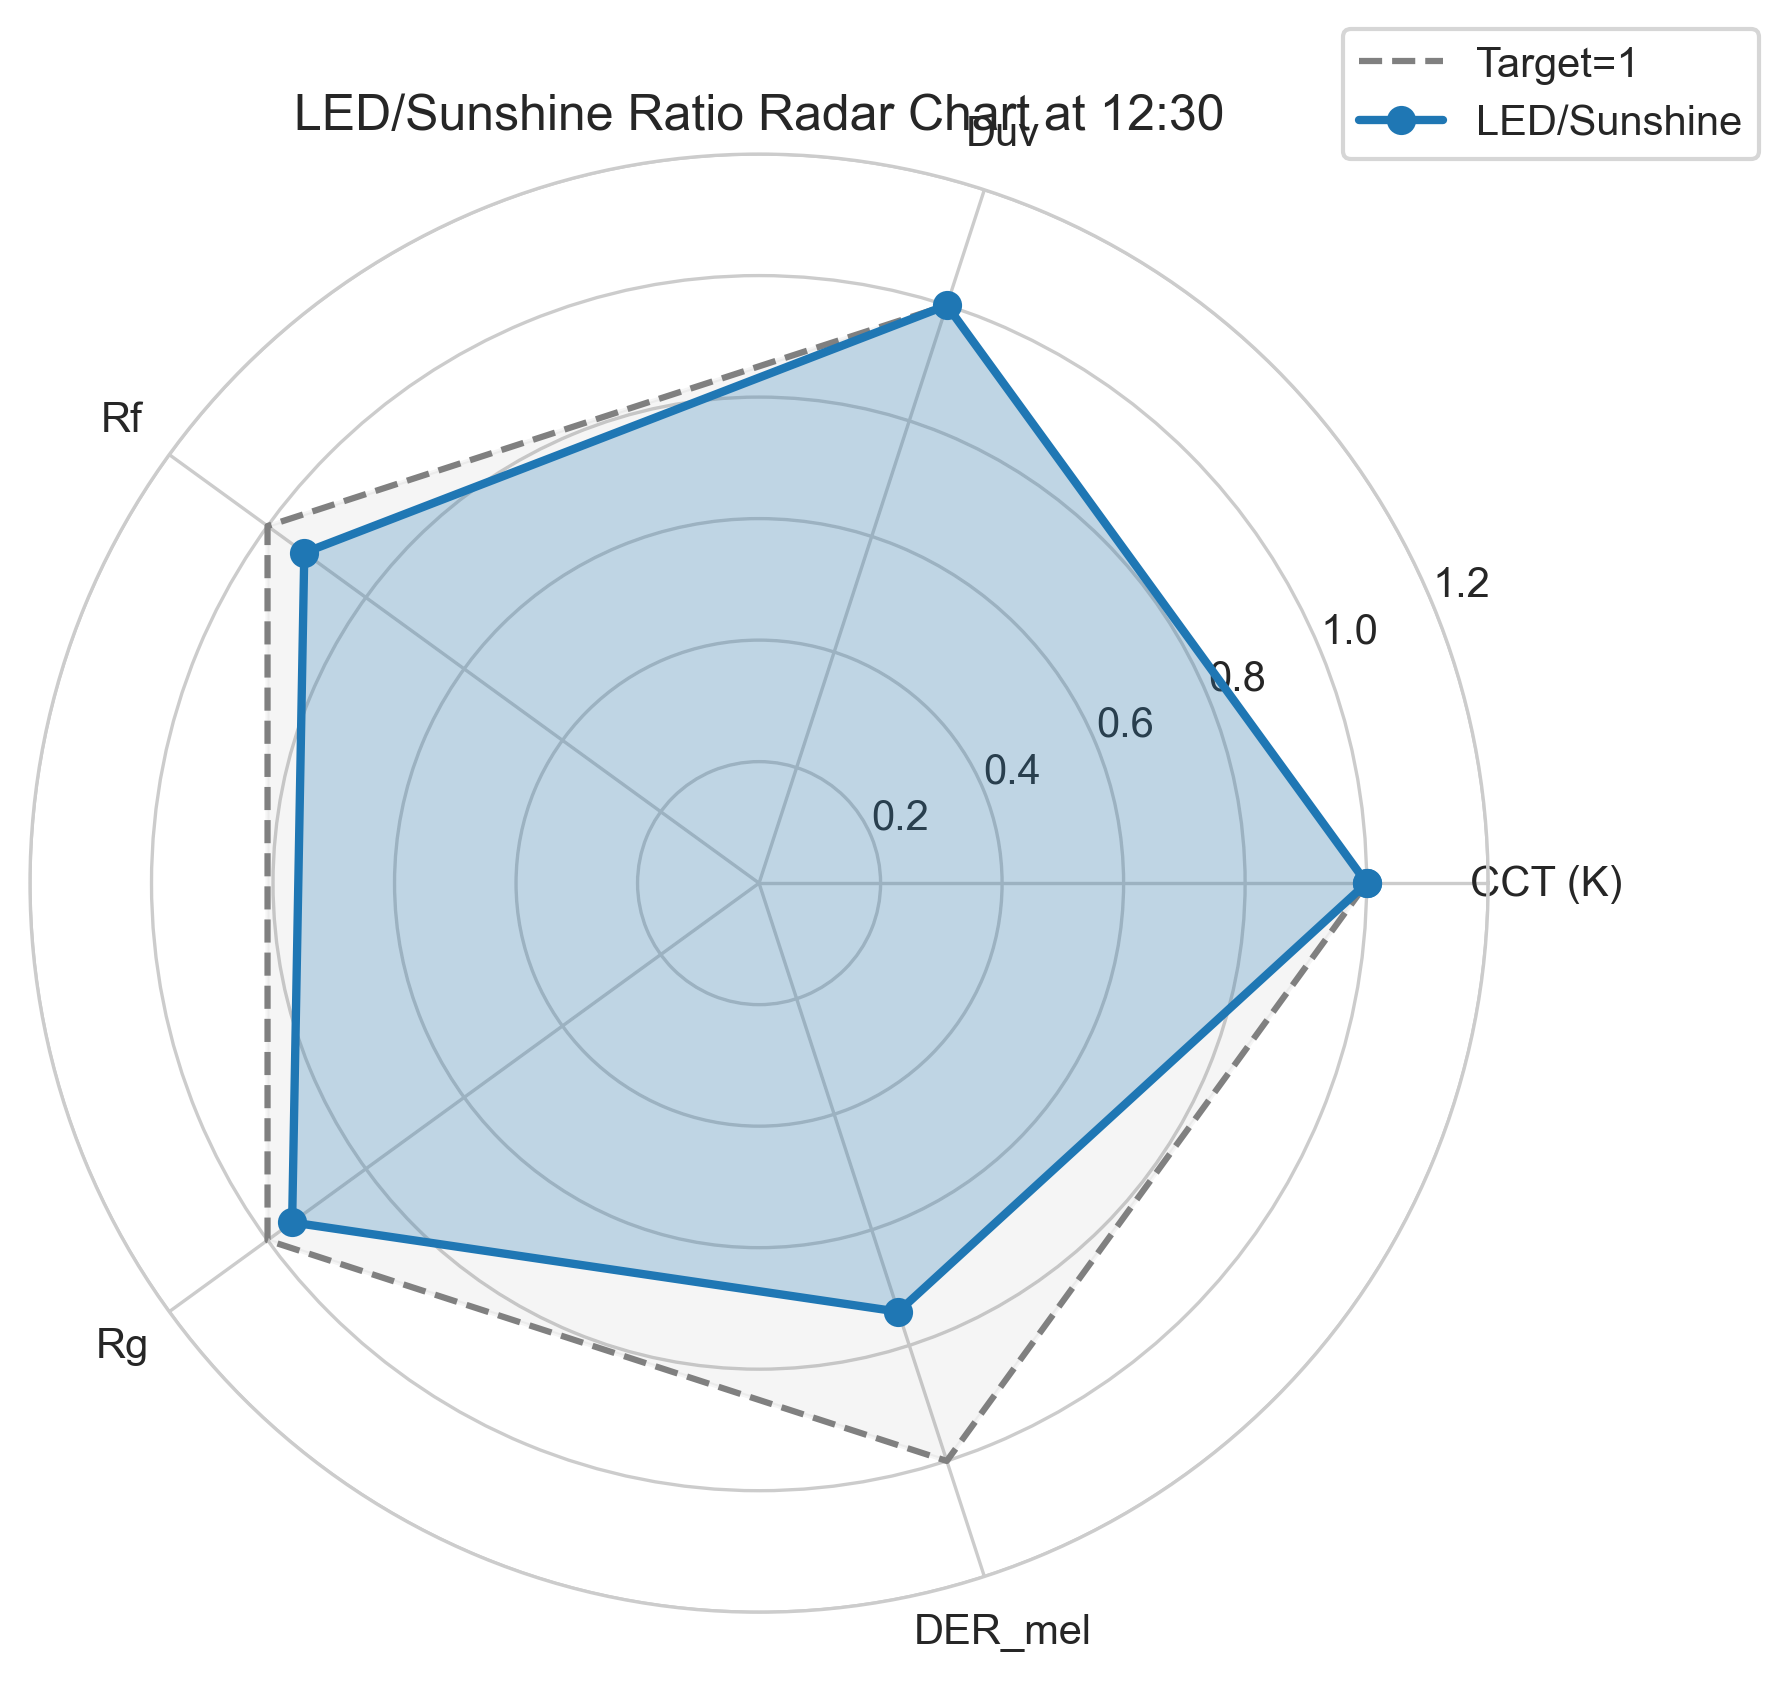 Target=1
LED/Sunshine
LED/Sunshine Ratio Radar Chart at 12:30
Duv
Rf
1.2
1.0
0.8
0.6
0.4
0.2
CCT (K)
Rg
DER_mel